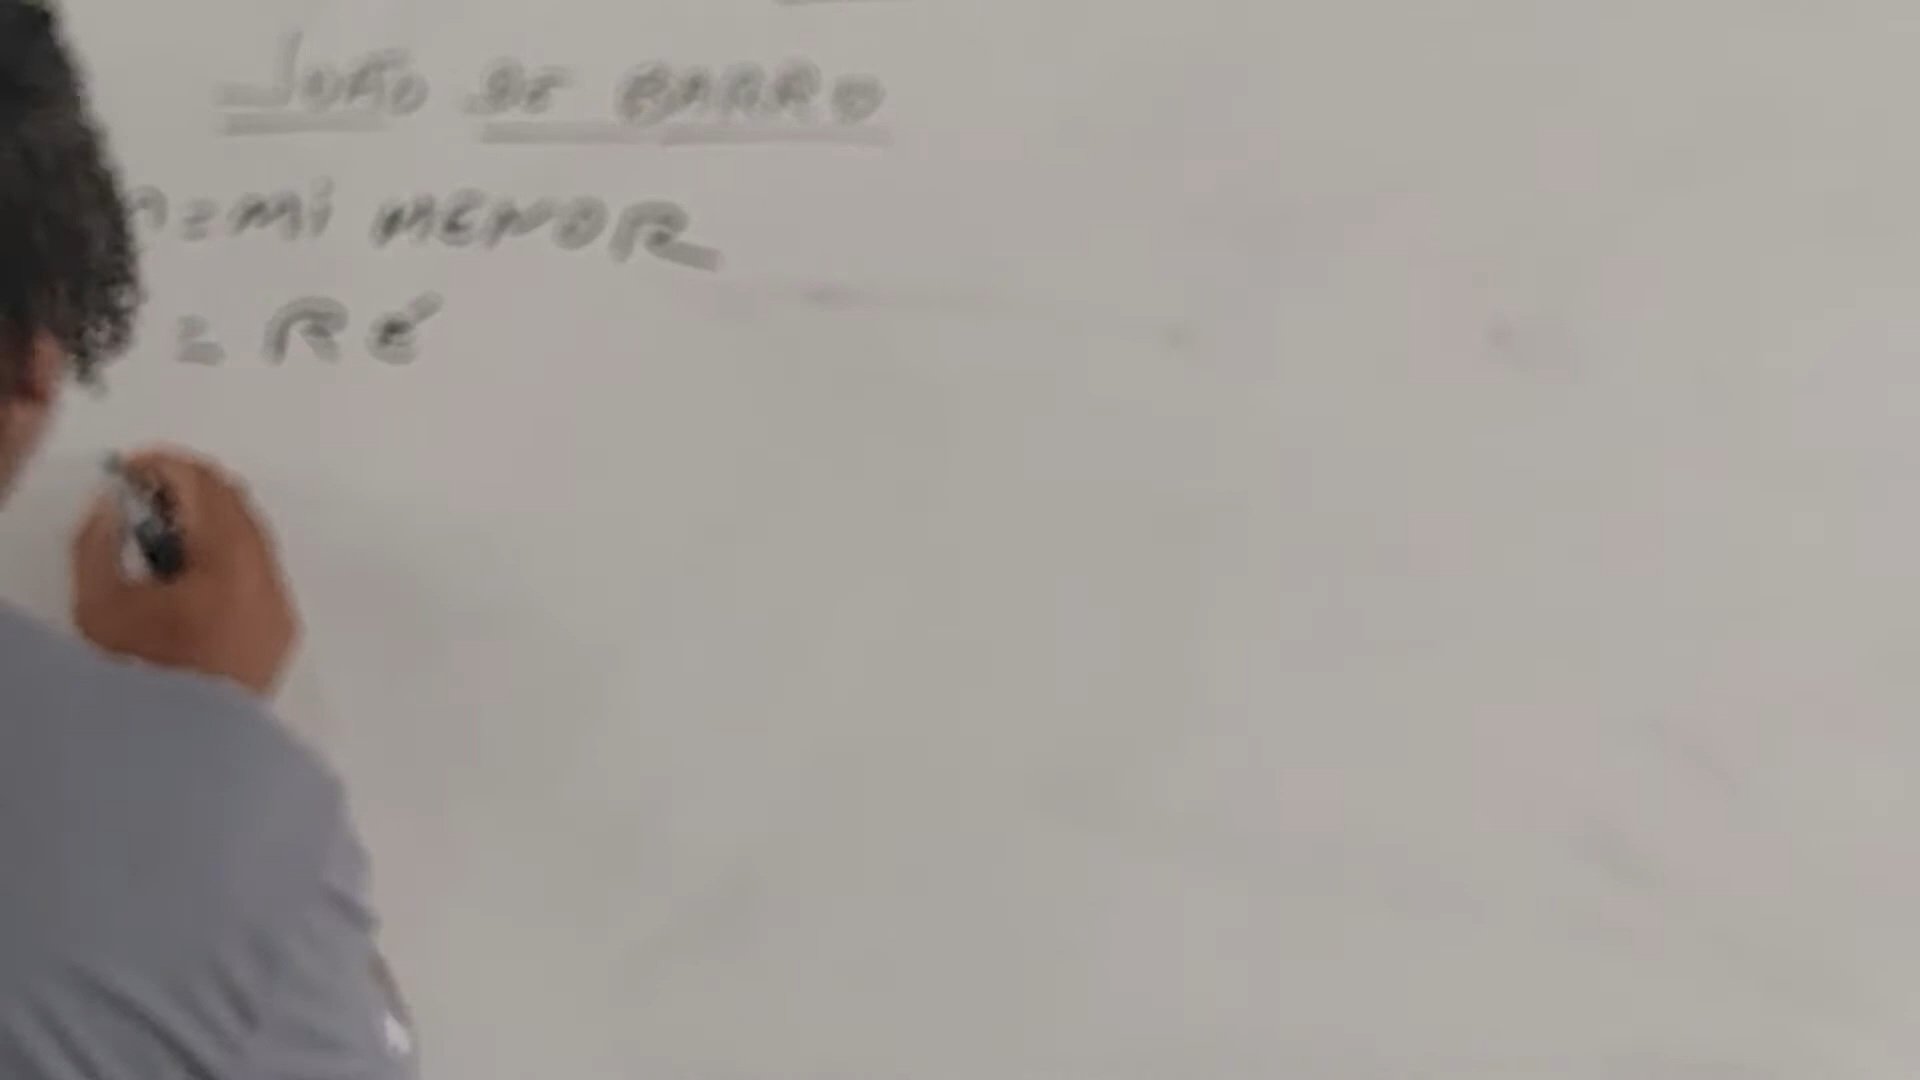 JOÃO DE BARRO
= Mi MENOR
= RÉ